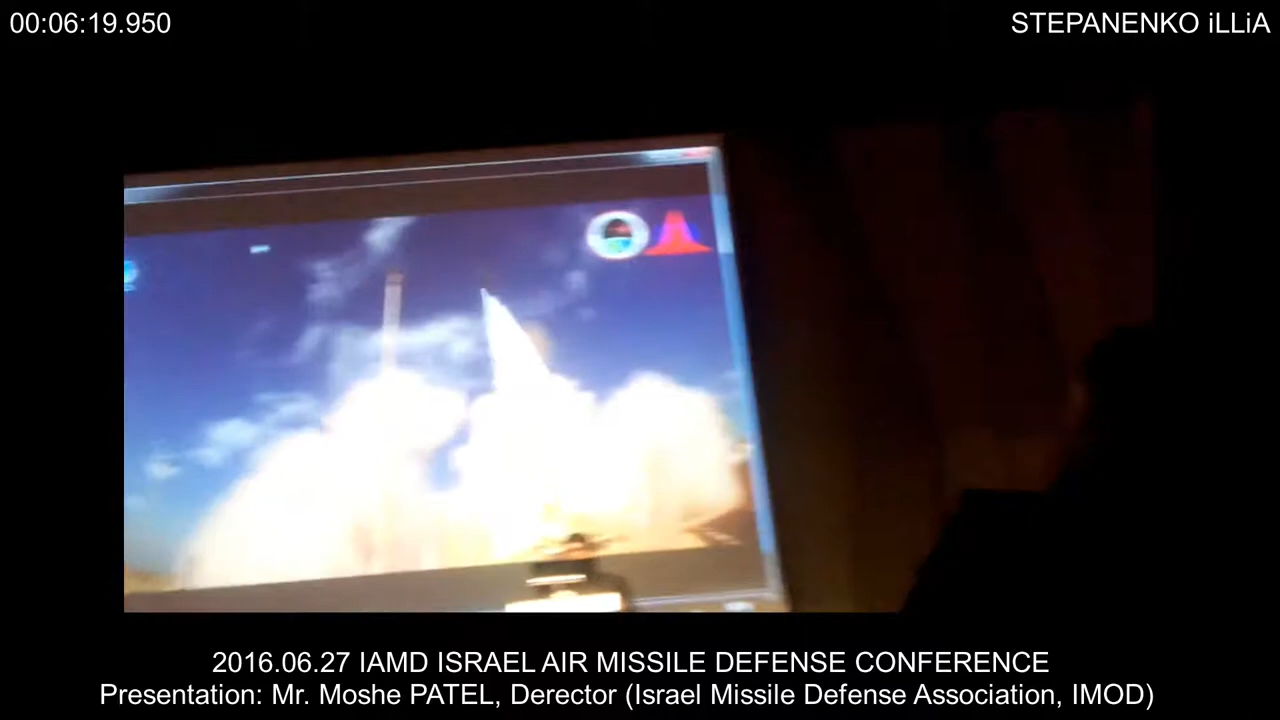 00:06:19.950
STEPANENKO iLLiA
2016.06.27 IAMD ISRAEL AIR MISSILE DEFENSE CONFERENCE
Presentation: Mr. Moshe PATEL, Derector (Israel Missile Defense Association, IMOD)